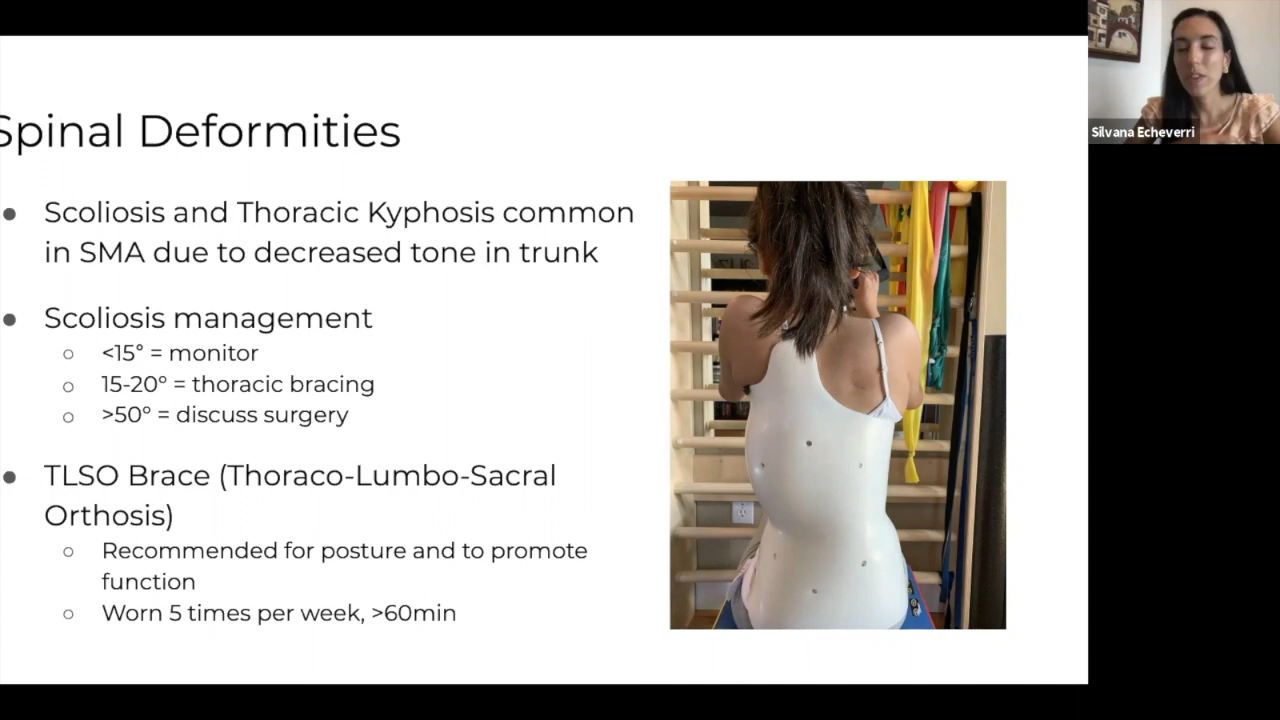 Spinal Deformities
● Scoliosis and Thoracic Kyphosis common
in SMA due to decreased tone in trunk
● Scoliosis management
○ <15° = monitor
○ 15-20° = thoracic bracing
○ >50° = discuss surgery
● TLSO Brace (Thoraco-Lumbo-Sacral
Orthosis)
○ Recommended for posture and to promote
function
○ Worn 5 times per week, >60min
Silvana Echeverri